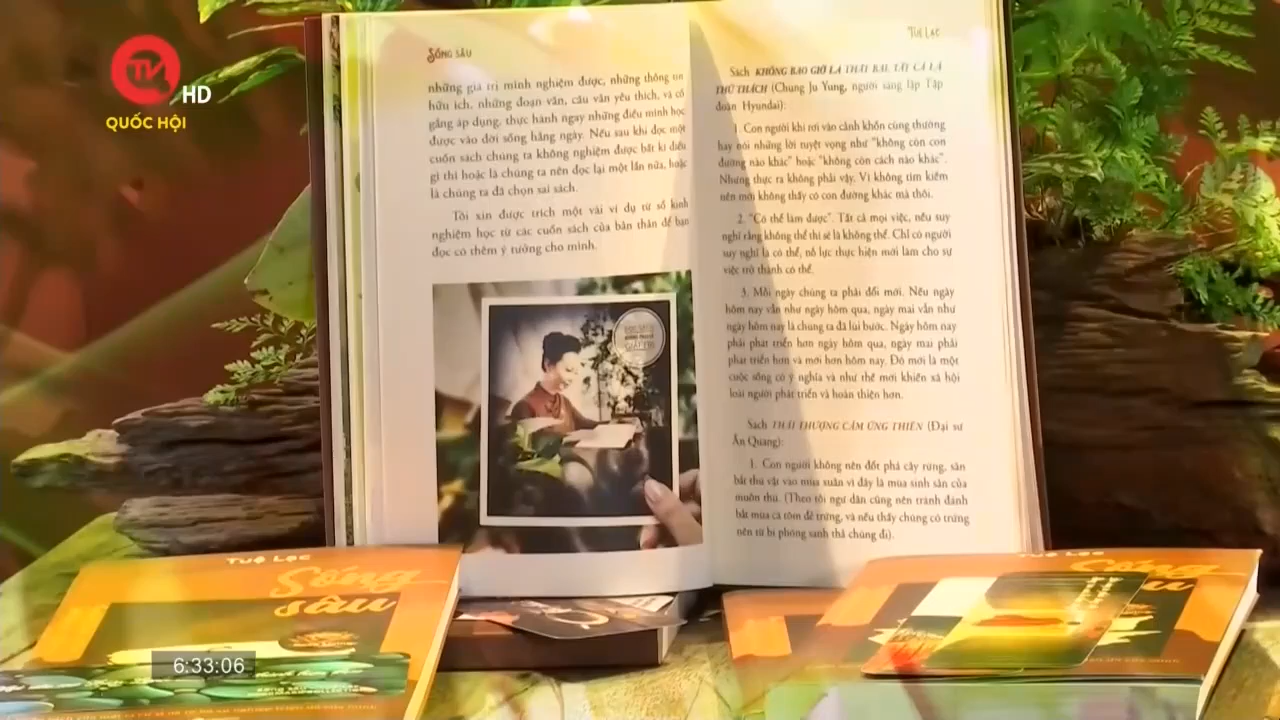 HD
QUỐC HỘI
SỐNG SÂU
những giá trị mình nghiệm được, những thông tin
hữu ích, những đoạn văn, câu văn yêu thích, và cố
gắng áp dụng, thực hành ngay những điều mình học
được vào đời sống hằng ngày. Nếu sau khi đọc một
cuốn sách chúng ta không nghiệm được bất kì điều
gì thì hoặc là chúng ta nên đọc lại một lần nữa, hoặc
là chúng ta đã chọn sai sách.
Tôi xin được trích một vài ví dụ từ sổ kinh
nghiệm học từ các cuốn sách của bản thân để bạn
đọc có thêm ý tưởng cho mình.
TUỆ LẠC
Sách KHÔNG BAO GIỜ LÀ THẤT BẠI, TẤT CẢ LÀ
THỬ THÁCH (Chung Ju Yung, người sáng lập Tập
đoàn Hyundai):
1. Con người khi rơi vào cảnh khốn cùng thường
hay nói những lời tuyệt vọng như “không còn con
đường nào khác” hoặc “không còn cách nào khác”.
Nhưng thực ra không phải vậy. Vì không tìm kiếm
nên mới không thấy có con đường khác mà thôi.
2. “Có thể làm được”. Tất cả mọi việc, nếu suy
nghĩ rằng không thể thì sẽ là không thể. Chỉ có người
suy nghĩ là có thể, nỗ lực thực hiện mới làm cho sự
việc trở thành có thể.
3. Mỗi ngày chúng ta phải đổi mới. Nếu ngày
hôm nay vẫn như ngày hôm qua, ngày mai vẫn như
ngày hôm nay là chúng ta đã lùi bước. Ngày hôm nay
phải phát triển hơn ngày hôm qua, ngày mai phải
phát triển hơn và mới hơn hôm nay. Đó mới là một
cuộc sống có ý nghĩa và như thế mới khiến xã hội
loài người phát triển và hoàn thiện hơn.
Sách THÁI THƯỢNG CẢM ỨNG THIÊN (Đại sư
Ấn Quang):
1. Con người không nên đốt phá cây rừng, săn
bắt thú vật vào mùa xuân vì đây là mùa sinh sản của
muôn thú. (Theo tôi ngư dân cũng nên tránh đánh
bắt mùa cá tôm đẻ trứng, và nếu thấy chúng có trứng
nên từ bi phóng sanh thả chúng đi).
TUỆ LẠC
Sống
sâu
TUỆ LẠC
Sống
6:33:06